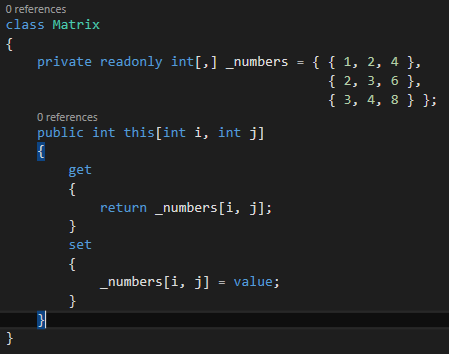 0 references
class Matrix
{
private readonly int[,] _numbers = { { 1, 2, 4 },
{ 2, 3, 6 },
{ 3, 4, 8 } };
0 references
public int this[int i, int j]
{
get
{
return _numbers[i, j];
}
set
{
_numbers[i, j] = value;
}
}
}